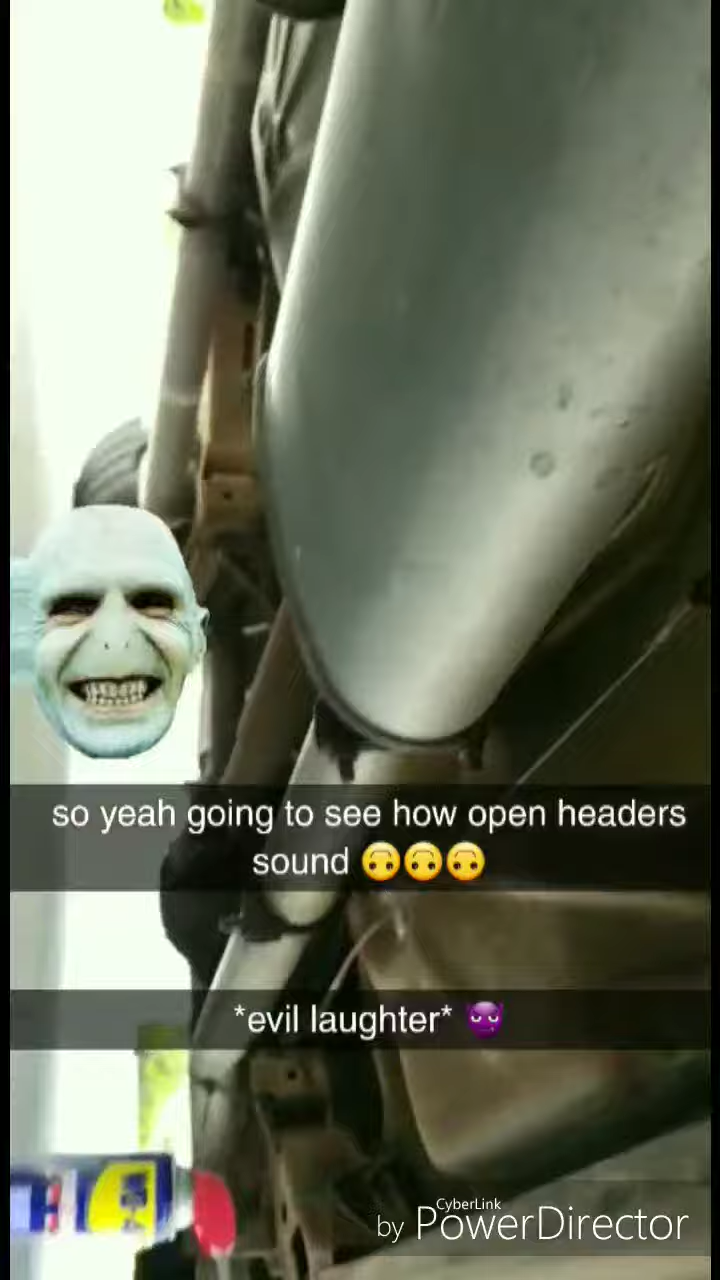 so yeah going to see how open headers
sound 🙃🙃🙃
*evil laughter* 😈
CyberLink
by PowerDirector